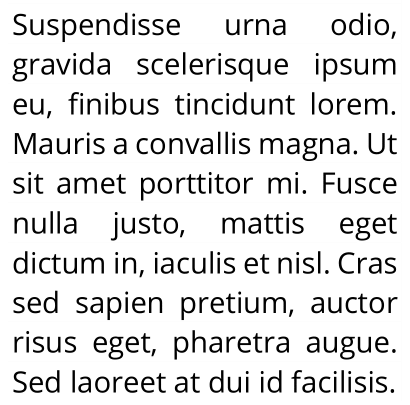 Suspendisse urna odio,
gravida scelerisque ipsum
eu, finibus tincidunt lorem.
Mauris a convallis magna. Ut
sit amet porttitor mi. Fusce
nulla justo, mattis eget
dictum in, iaculis et nisl. Cras
sed sapien pretium, auctor
risus eget, pharetra augue.
Sed laoreet at dui id facilisis.